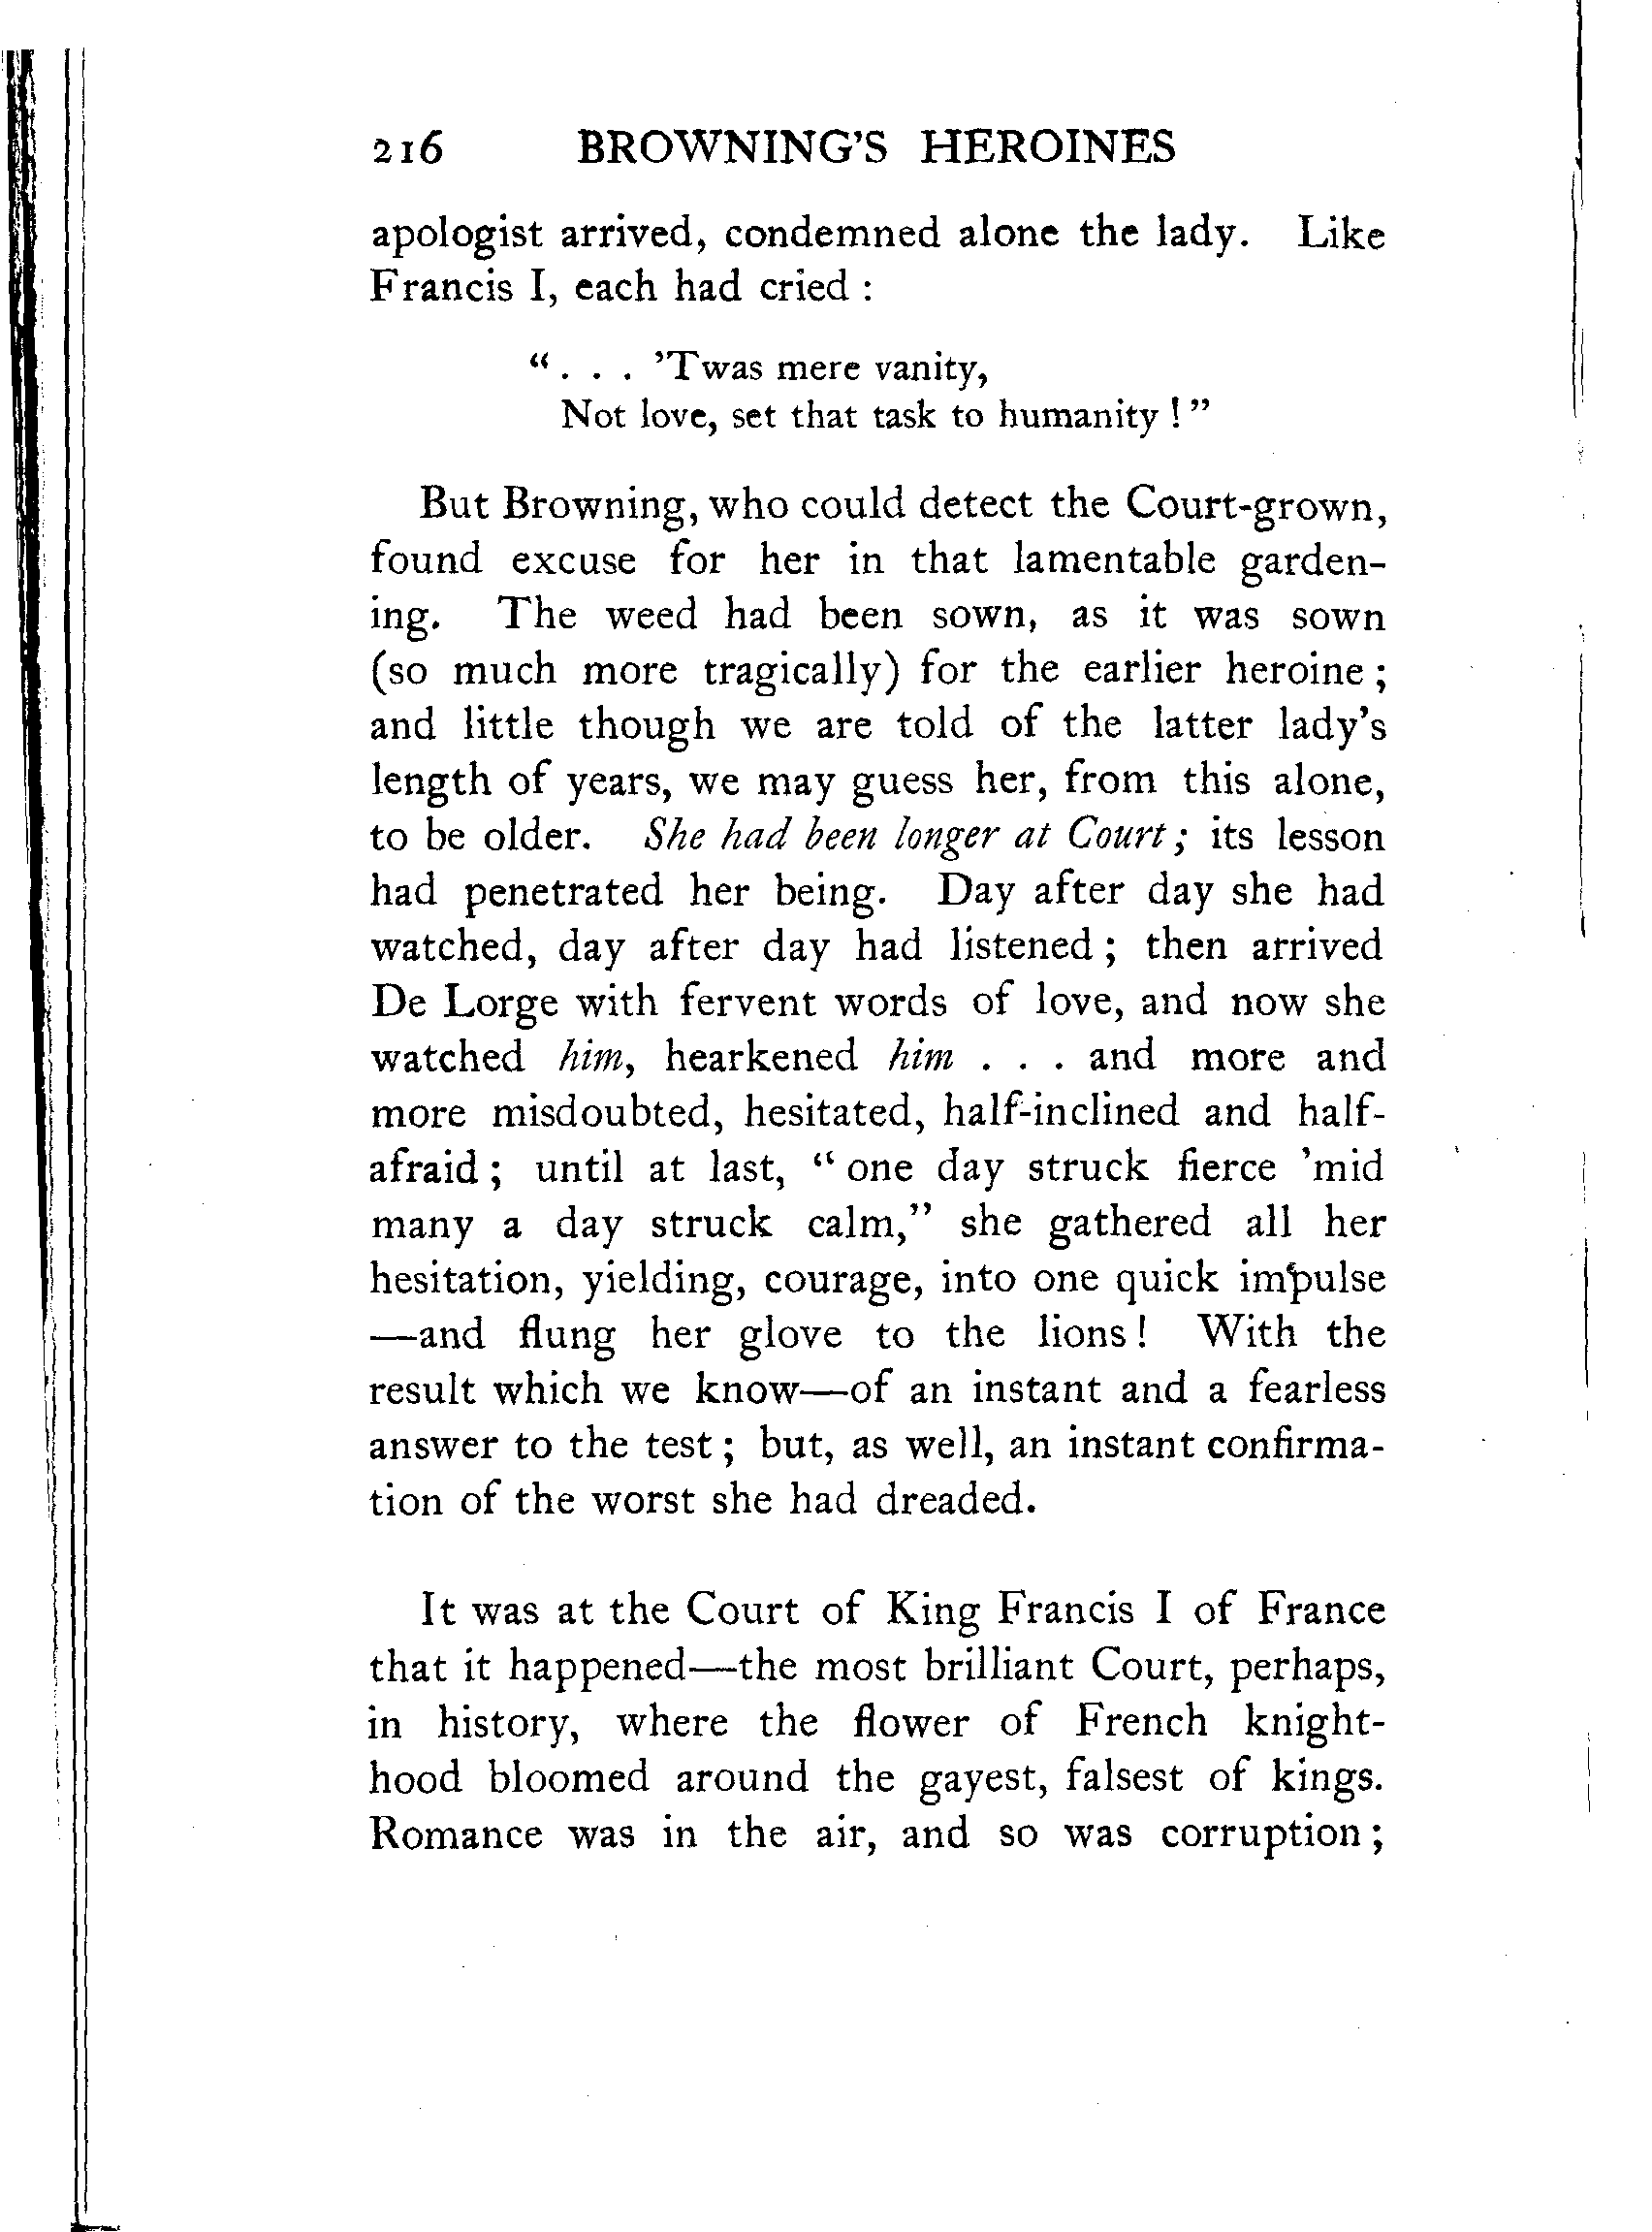 216 BROWNING'S HEROINES
apologist arrived, condemned alone the lady. Like
Francis I, each had cried :
“ . . . ’Twas mere vanity,
Not love, set that task to humanity ! ”
But Browning, who could detect the Court-grown,
found excuse for her in that lamentable garden-
ing. The weed had been sown, as it was sown
(so much more tragically) for the earlier heroine ;
and little though we are told of the latter lady’s
length of years, we may guess her, from this alone,
to be older. She had been longer at Court ; its lesson
had penetrated her being. Day after day she had
watched, day after day had listened ; then arrived
De Lorge with fervent words of love, and now she
watched him, hearkened him . . . and more and
more misdoubted, hesitated, half-inclined and half-
afraid ; until at last, “ one day struck fierce ’mid
many a day struck calm,” she gathered all her
hesitation, yielding, courage, into one quick impulse
—and flung her glove to the lions ! With the
result which we know—of an instant and a fearless
answer to the test ; but, as well, an instant confirma-
tion of the worst she had dreaded.
It was at the Court of King Francis I of France
that it happened—the most brilliant Court, perhaps,
in history, where the flower of French knight-
hood bloomed around the gayest, falsest of kings.
Romance was in the air, and so was corruption ;